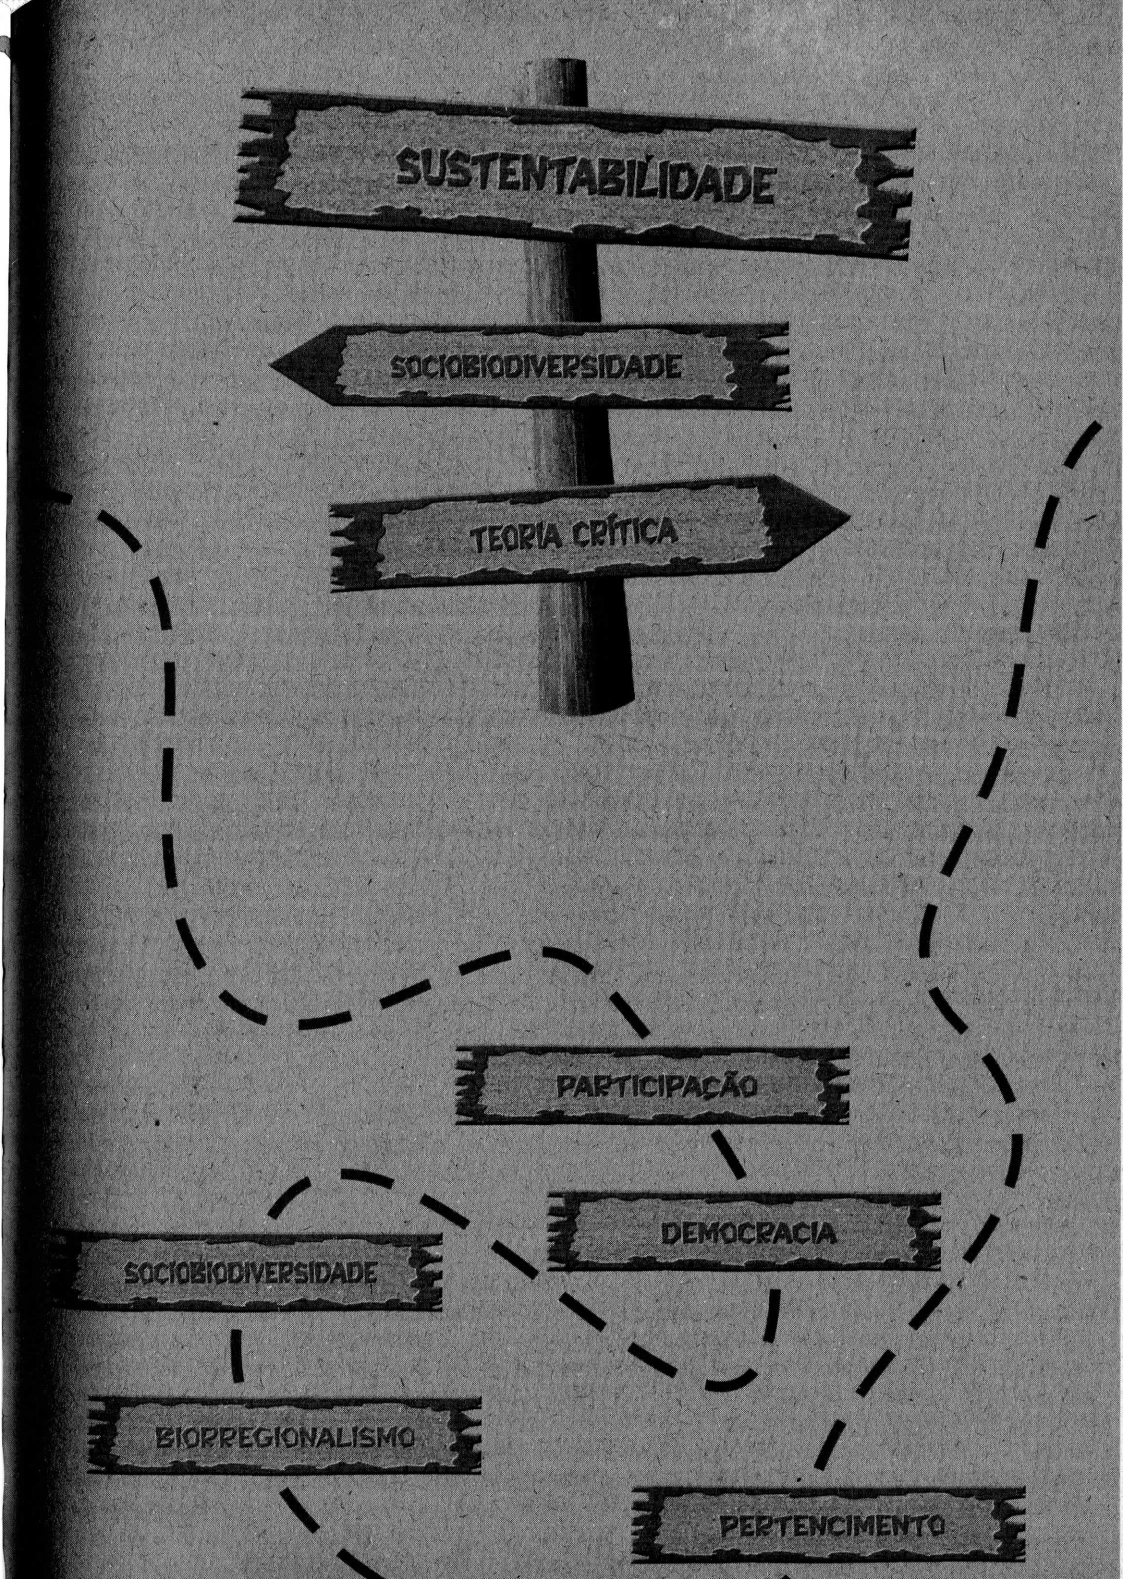 SUSTENTABILIDADE
SOCIOBIODIVERSIDADE
TEORIA CRÍTICA
PARTICIPAÇÃO
DEMOCRACIA
SOCIOBIODIVERSIDADE
BIORREGIONALISMO
PERTENCIMENTO